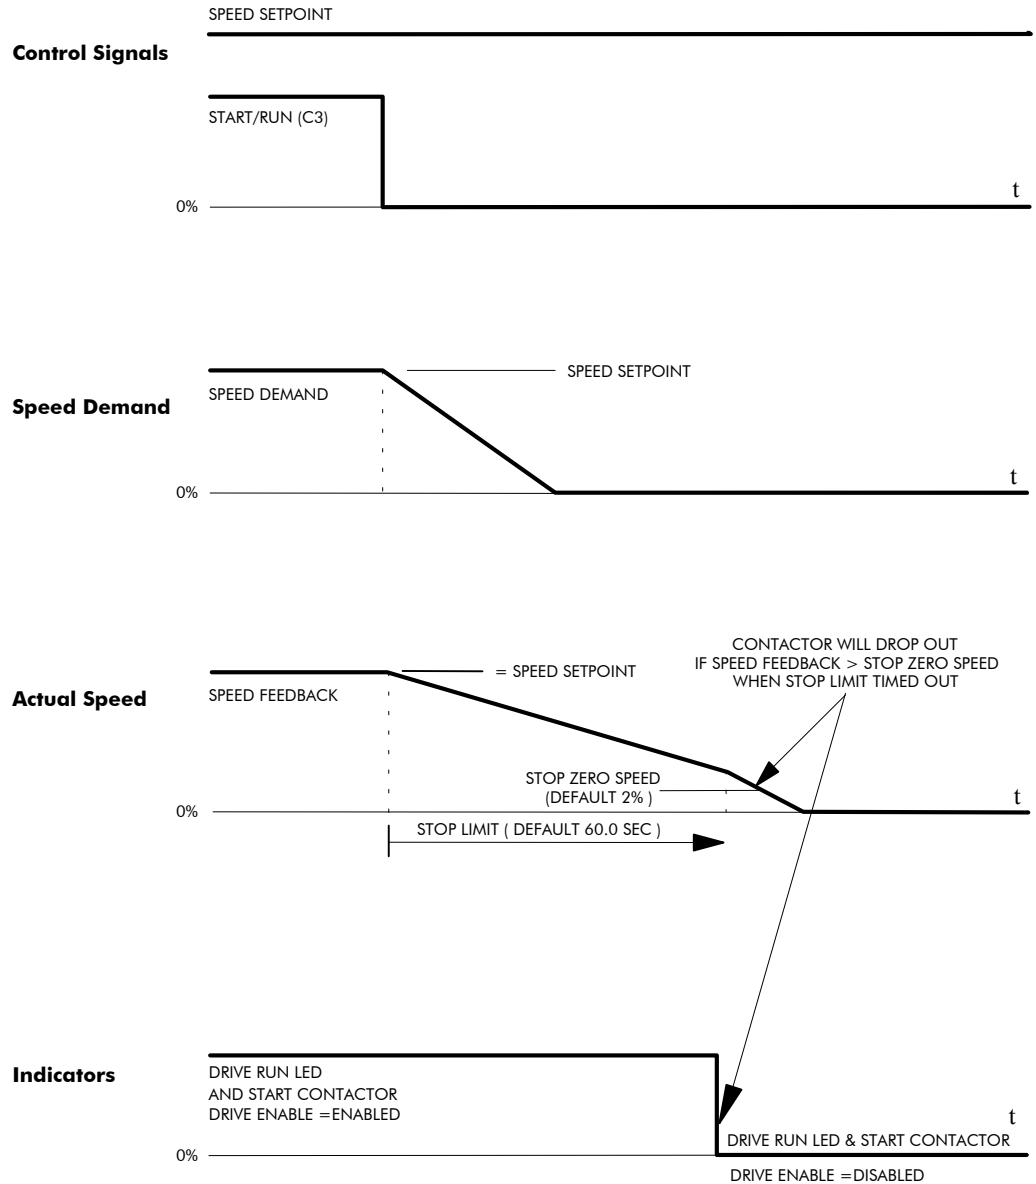 SPEED SETPOINT
Control Signals
START/RUN (C3)
t
0%
SPEED SETPOINT
SPEED DEMAND
Speed Demand
t
0%
CONTACTOR WILL DROP OUT
IF SPEED FEEDBACK > STOP ZERO SPEED
WHEN STOP LIMIT TIMED OUT
= SPEED SETPOINT
Actual Speed
SPEED FEEDBACK
STOP ZERO SPEED
(DEFAULT 2% )
t
0%
STOP LIMIT ( DEFAULT 60.0 SEC )
Indicators
DRIVE RUN LED
AND START CONTACTOR
DRIVE ENABLE =ENABLED
t
DRIVE RUN LED & START CONTACTOR
0%
DRIVE ENABLE =DISABLED